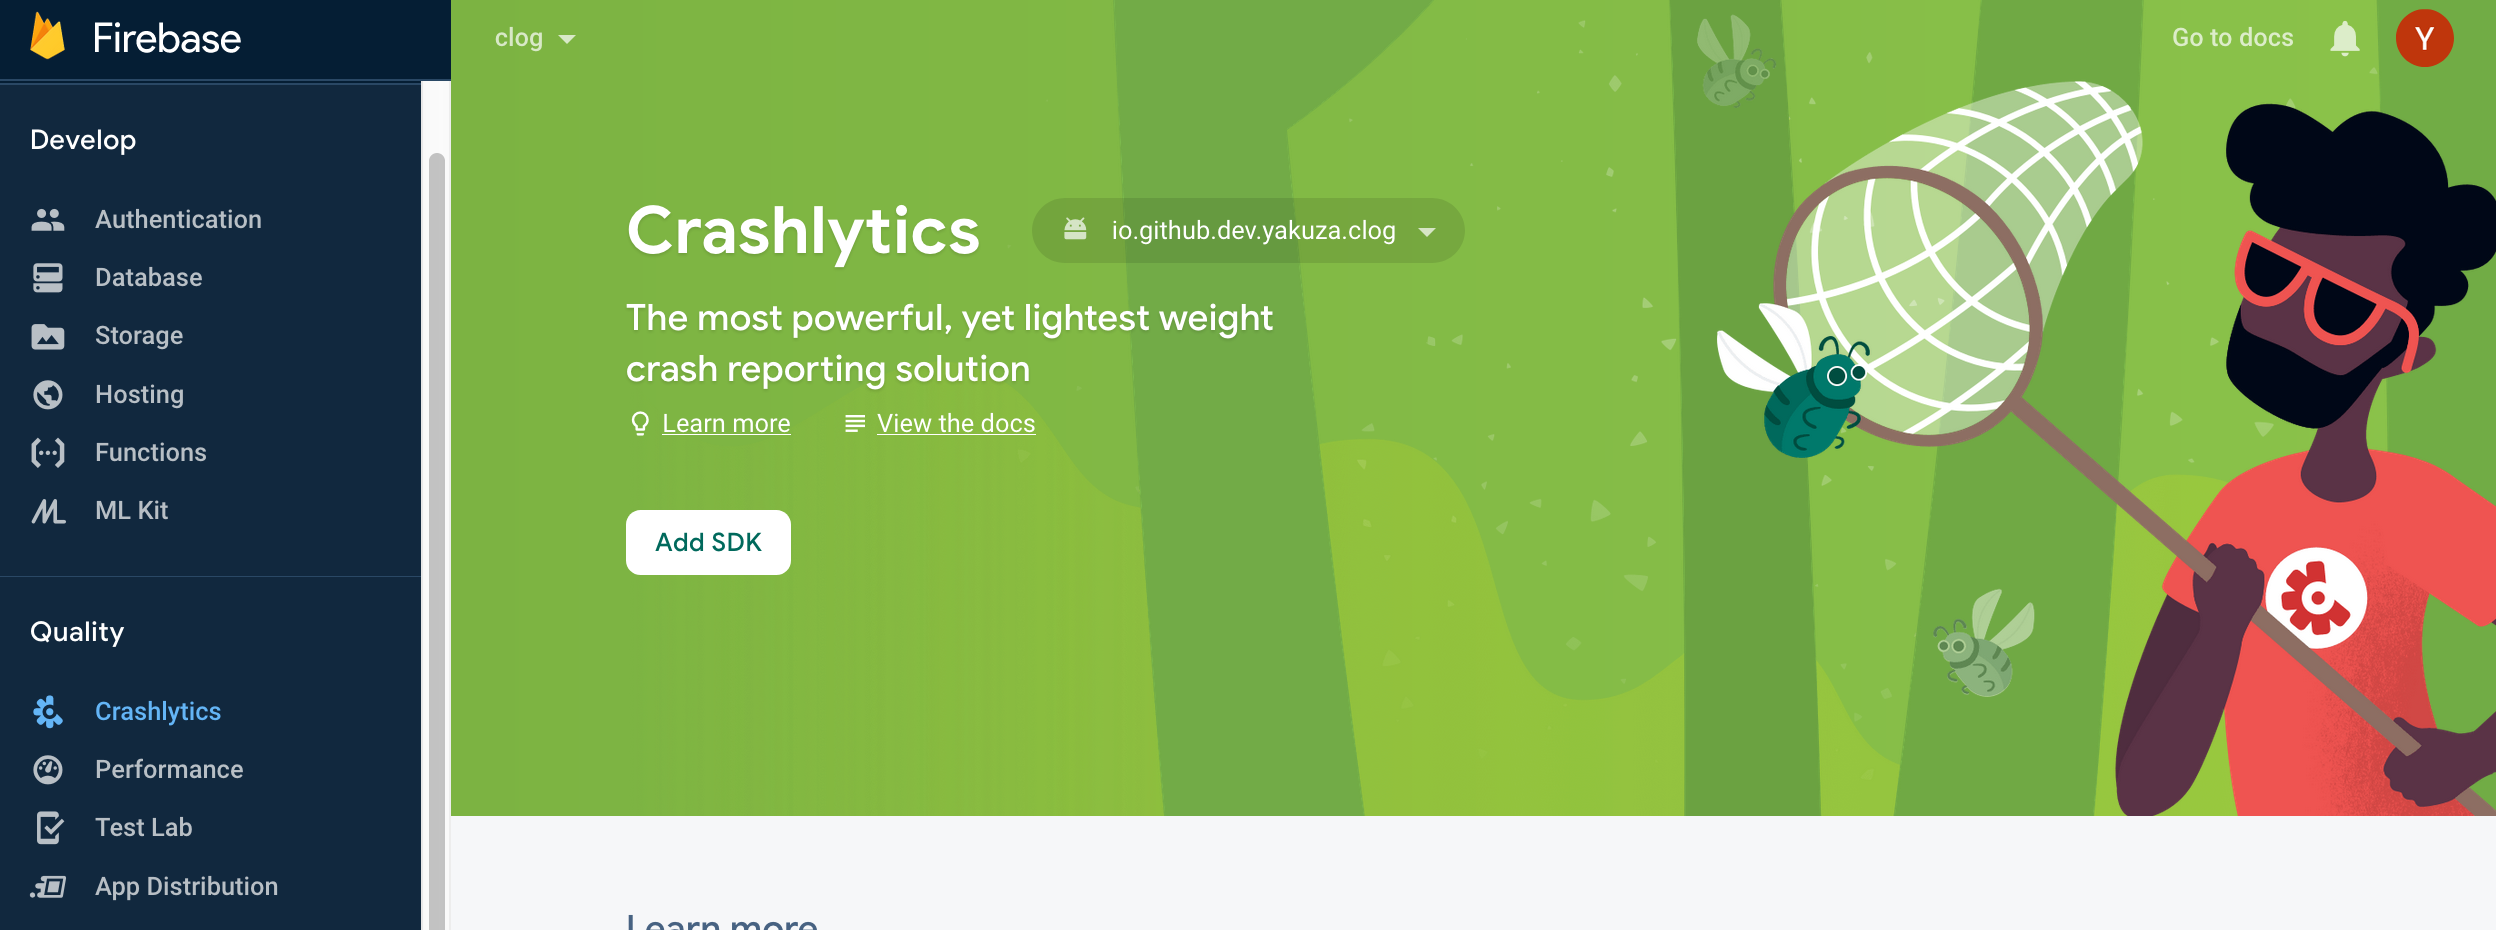 Firebase
clog
Go to docs
Y
Develop
Authentication
Database
Storage
Hosting
Functions
ML Kit
Quality
Crashlytics
Performance
Test Lab
App Distribution
Crashlytics
io.github.dev.yakuza.clog
The most powerful, yet lightest weight
crash reporting solution
Learn more
View the docs
Add SDK
Learn more